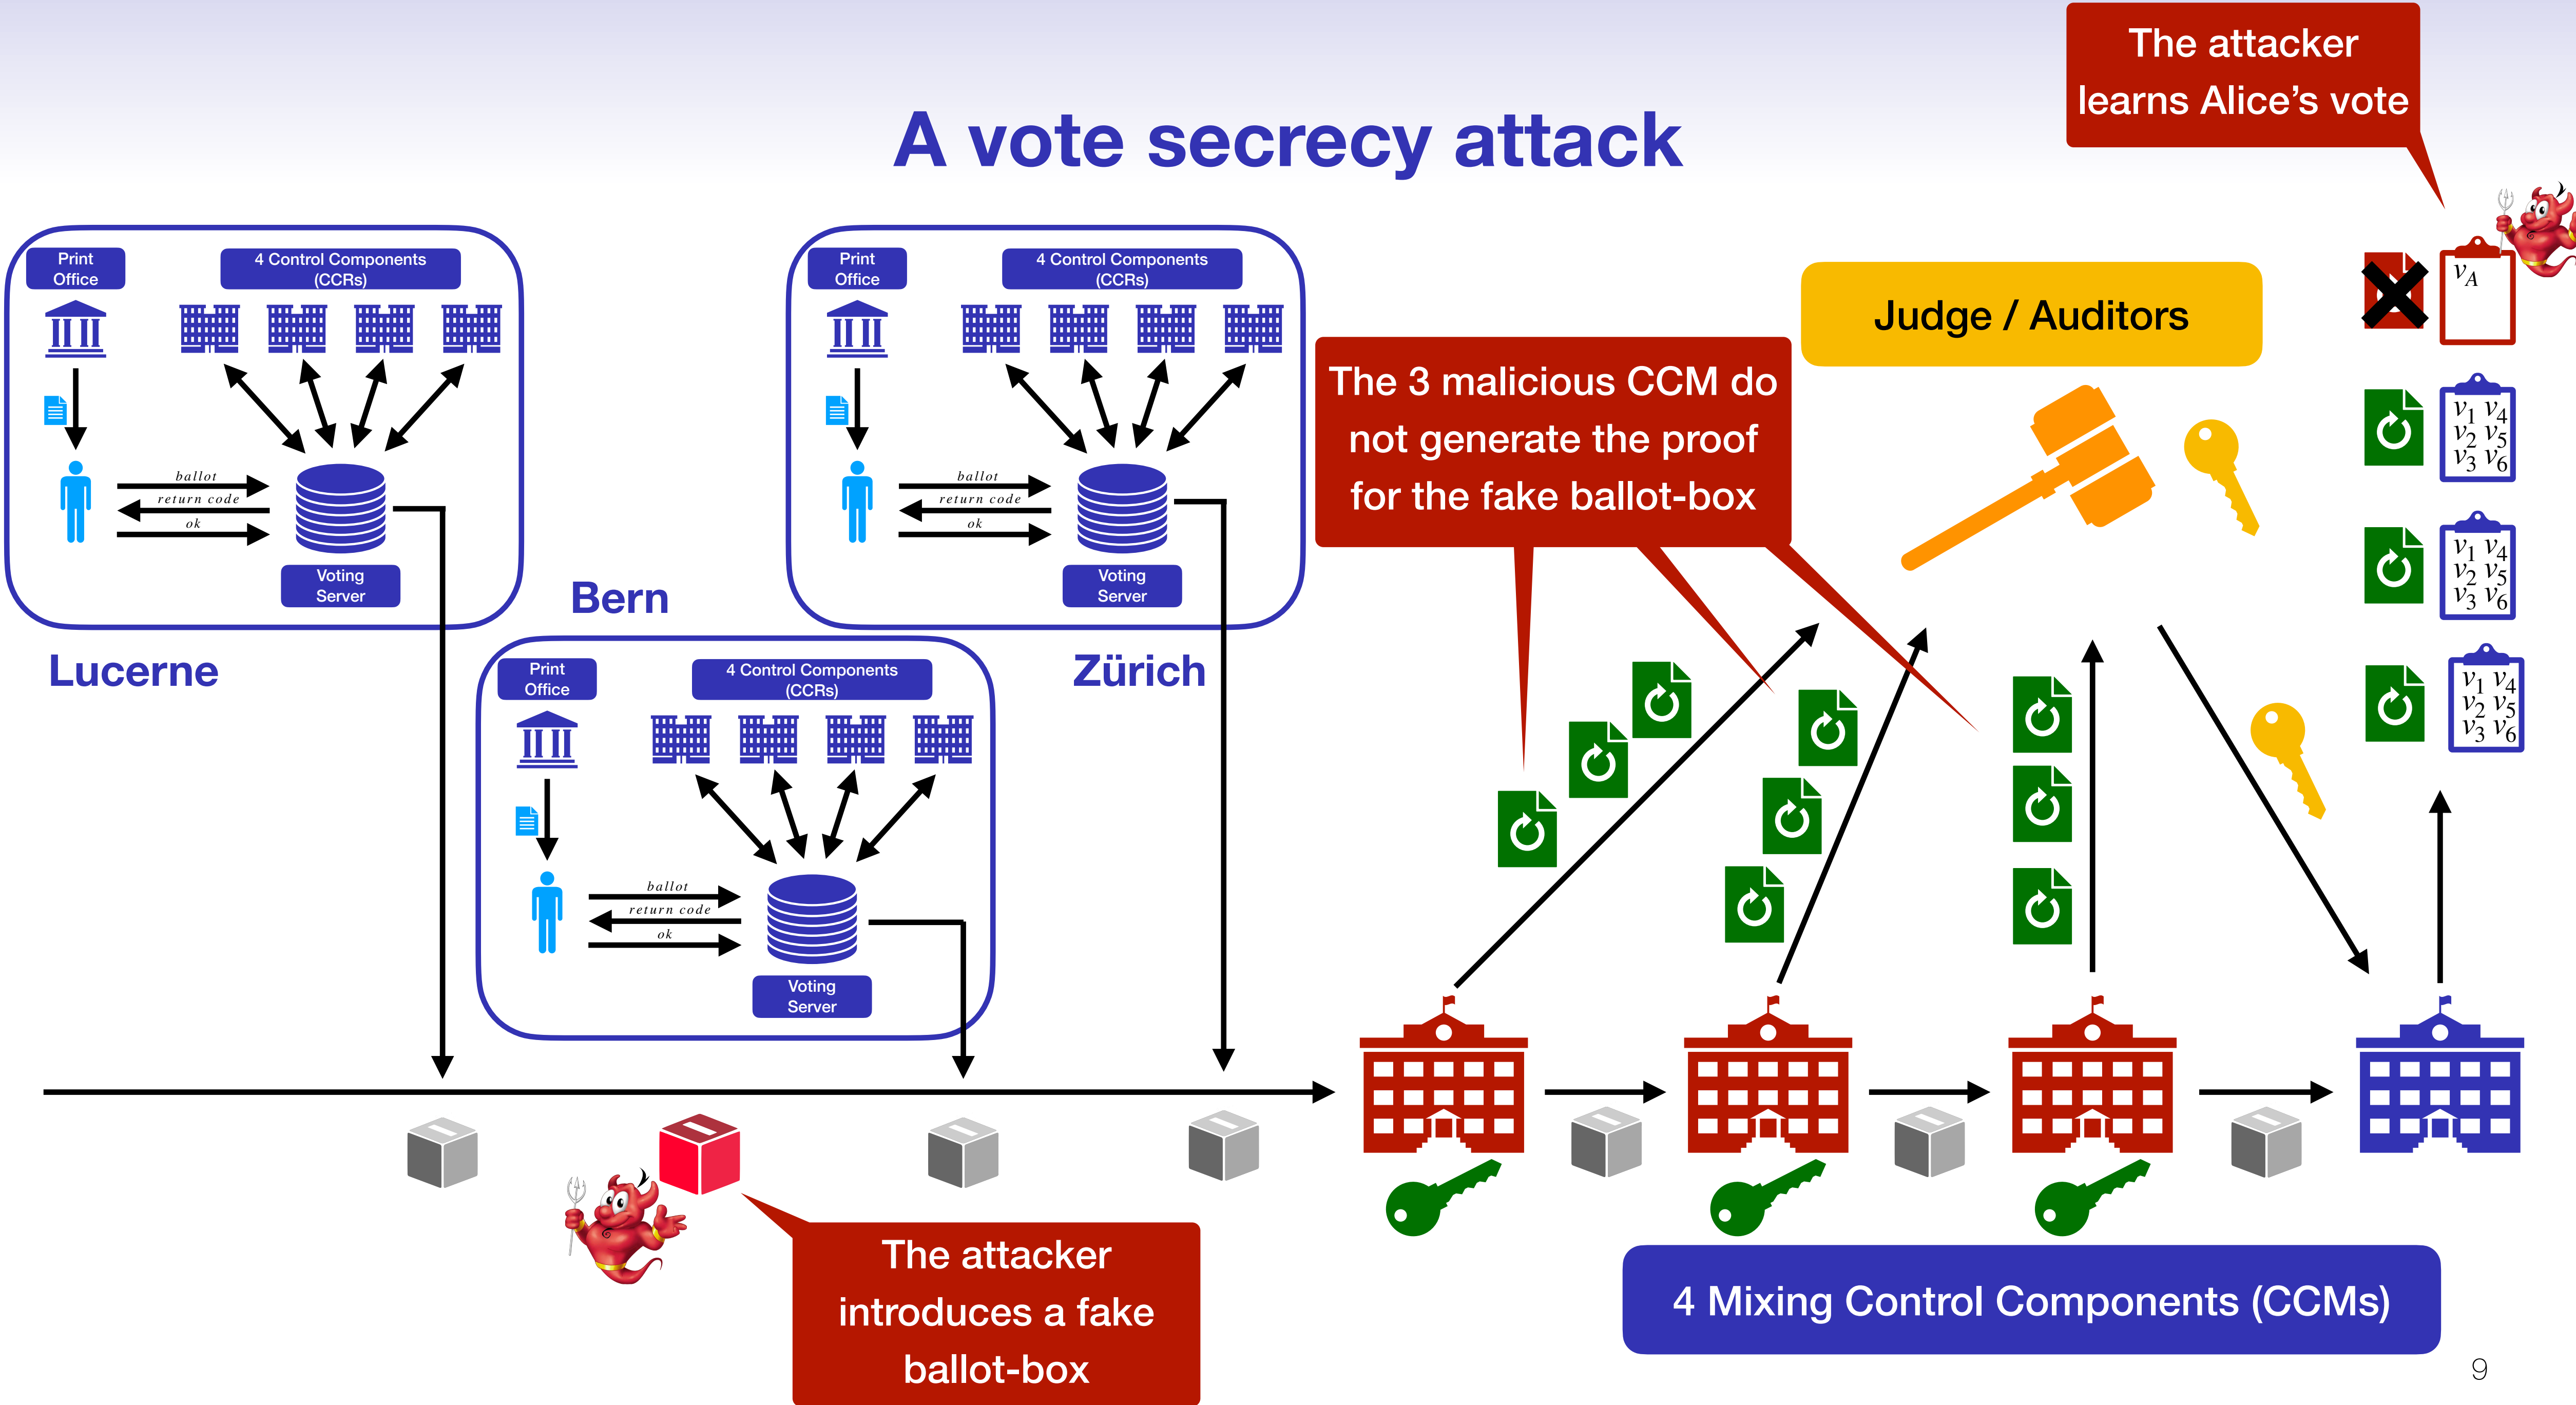 A vote secrecy attack
The attacker
learns Alice's vote
Print
Office
4 Control Components
(CCRs)
ballot
return code
ok
Voting
Server
Lucerne
Print
Office
4 Control Components
(CCRs)
ballot
return code
ok
Voting
Server
Bern
Print
Office
4 Control Components
(CCRs)
ballot
return code
ok
Voting
Server
Zürich
The 3 malicious CCM do
not generate the proof
for the fake ballot-box
Judge / Auditors
vA
v1 v4
v2 v5
v3 v6
v1 v4
v2 v5
v3 v6
v1 v4
v2 v5
v3 v6
The attacker
introduces a fake
ballot-box
4 Mixing Control Components (CCMs)
9